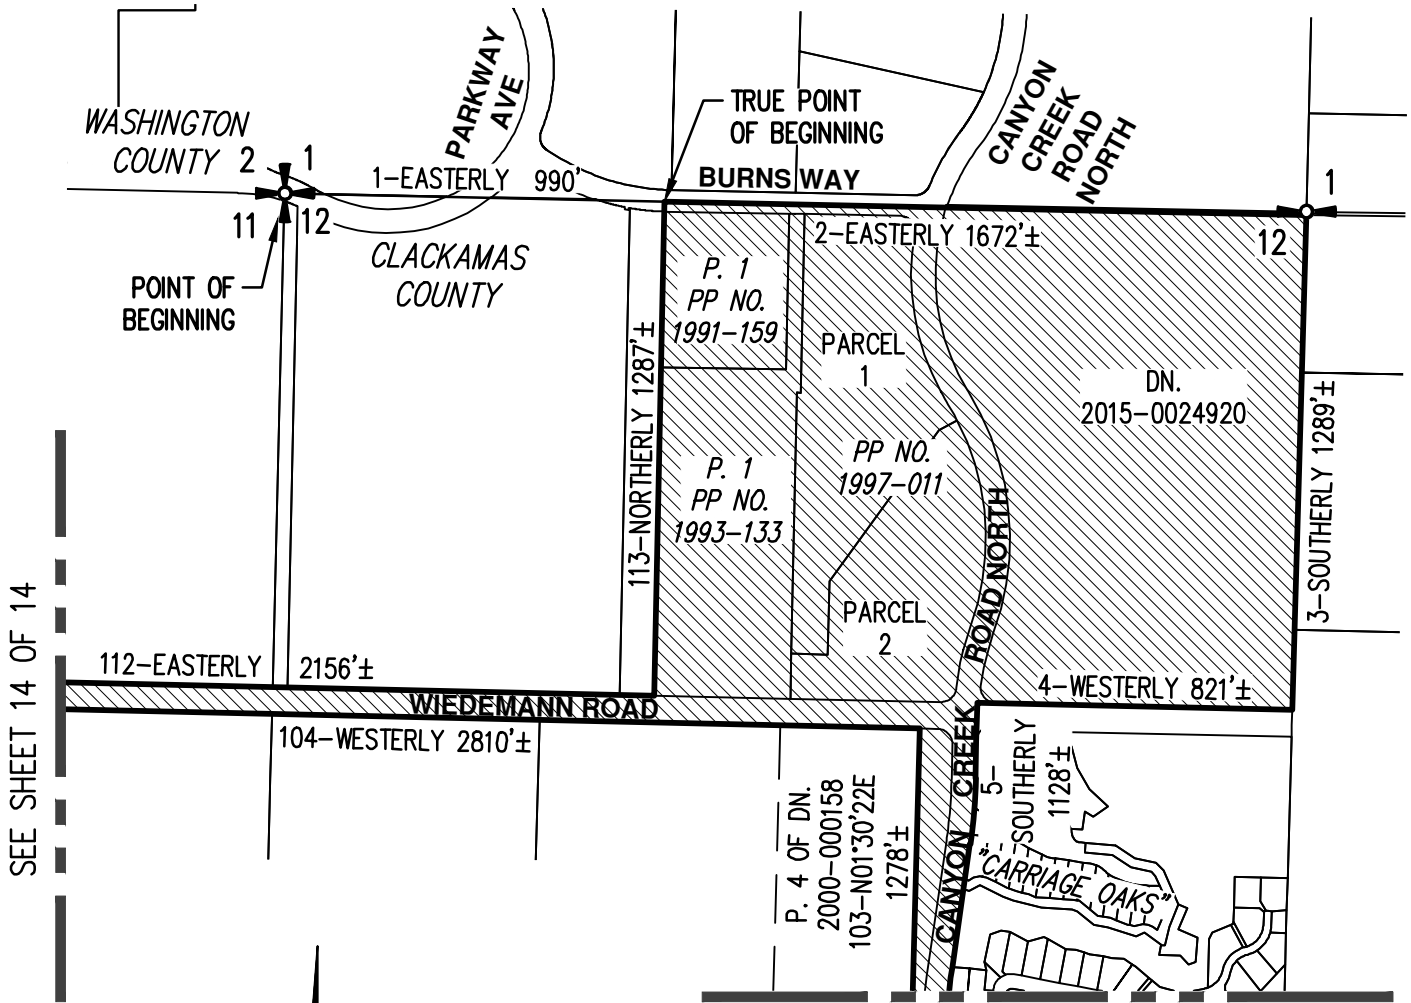 WASHINGTON
COUNTY
2
1
11
12
POINT OF
BEGINNING
PARKWAY
AVE
1-EASTERLY 990'
CLACKAMAS
COUNTY
TRUE POINT
OF BEGINNING
BURNS WAY
CANYON
CREEK
ROAD
NORTH
1
12
2-EASTERLY 1672'±
P. 1
PP NO.
1991-159
PARCEL
1
DN.
2015-0024920
113-NORTHERLY 1287'±
P. 1
PP NO.
1993-133
PP NO.
1997-011
PARCEL
2
ROAD NORTH
3-SOUTHERLY 1289'±
SEE SHEET 14 OF 14
112-EASTERLY 2156'±
WIEDEMANN ROAD
104-WESTERLY 2810'±
4-WESTERLY 821'±
CANYON CREEK
5-
SOUTHERLY
1128'±
P. 4 OF DN.
2000-000158
103-N01°30'22E
1278'±
"CARRIAGE OAKS"